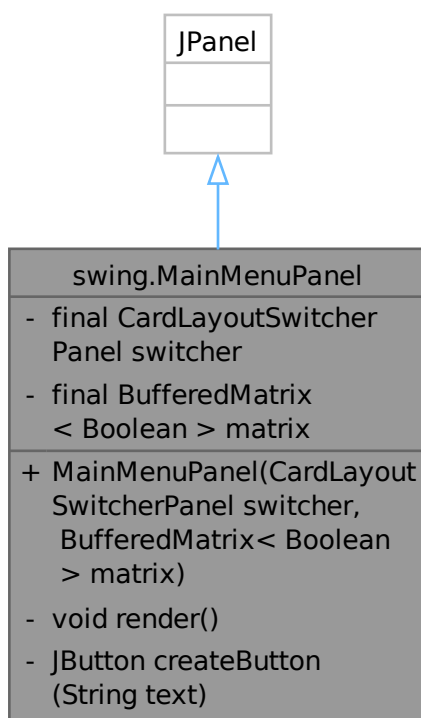 JPanel
swing.MainMenuPanel
- final CardLayoutSwitcher
Panel switcher
- final BufferedMatrix
< Boolean > matrix
+ MainMenuPanel(CardLayout
SwitcherPanel switcher,
BufferedMatrix< Boolean
> matrix)
- void render()
- JButton createButton
(String text)